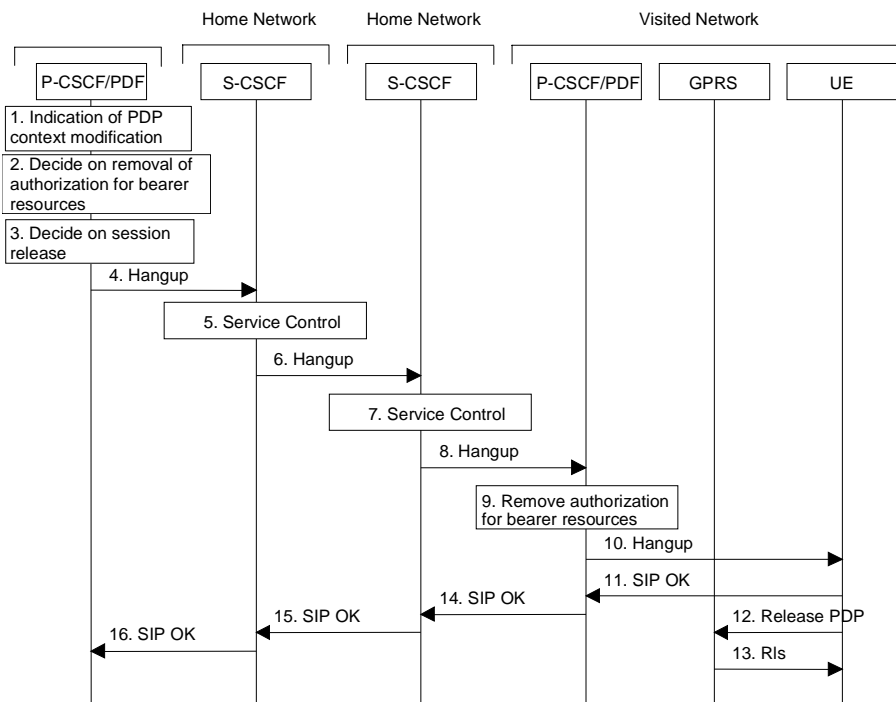 Home Network
Home Network
Visited Network
P-CSCF/PDF
S-CSCF
S-CSCF
P-CSCF/PDF
GPRS
UE
1. Indication of PDP
context modification
2. Decide on removal of
authorization for bearer
resources
3. Decide on session
release
4. Hangup
5. Service Control
6. Hangup
7. Service Control
8. Hangup
9. Remove authorization
for bearer resources
10. Hangup
11. SIP OK
14. SIP OK
15. SIP OK
12. Release PDP
16. SIP OK
13. Rls